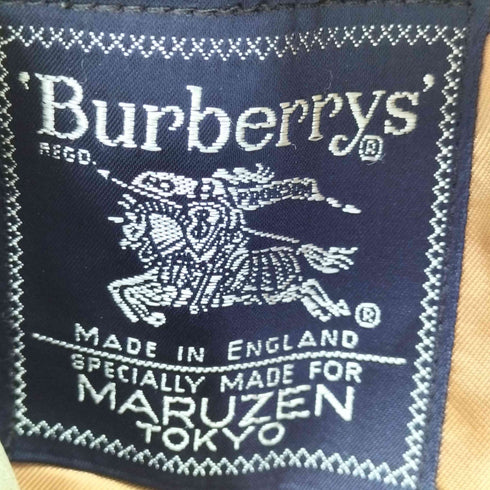 'Burberrys'®
REGD.
PRORSUM
®
MADE IN ENGLAND
SPECIALLY MADE FOR
MARUZEN
TOKYO